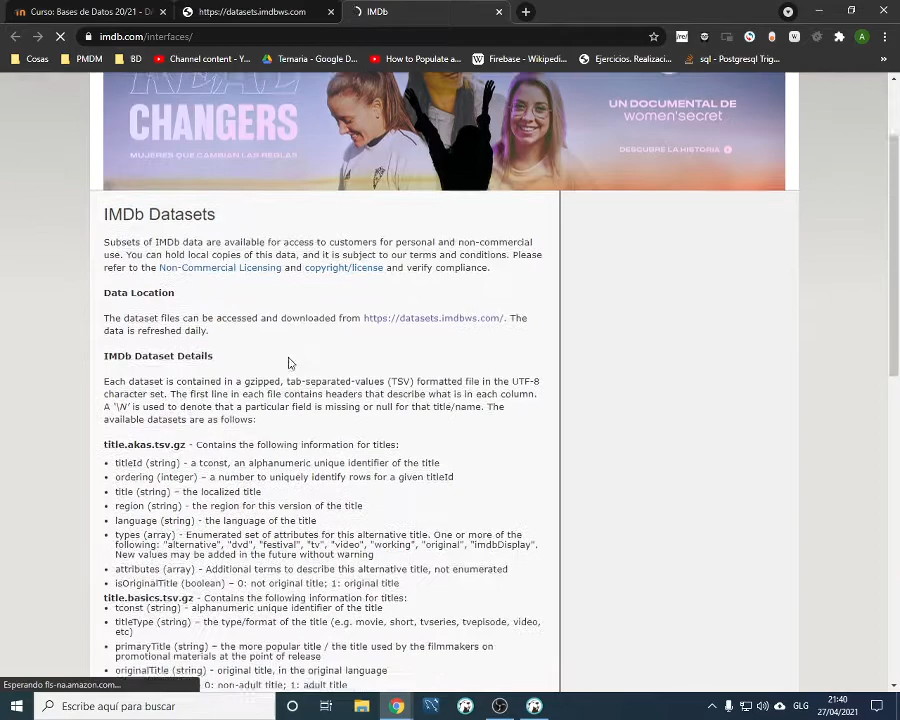 Curso: Bases de Datos 20/21 - D
https://datasets.imdbws.com
IMDb
imdb.com/interfaces/
Cosas
PMDM
BD
Channel content - Y...
Ternaria - Google D...
How to Populate a...
Firebase - Wikipedi...
Ejercicios. Realizaci...
sql - Postgresql Trig...
REAL
CHANGERS
MUJERES QUE CAMBIAN LAS REGLAS
UN DOCUMENTAL DE
women'secret
DESCUBRE LA HISTORIA
IMDb Datasets
Subsets of IMDb data are available for access to customers for personal and non-commercial
use. You can hold local copies of this data, and it is subject to our terms and conditions. Please
refer to the Non-Commercial Licensing and copyright/license and verify compliance.
Data Location
The dataset files can be accessed and downloaded from https://datasets.imdbws.com/. The
data is refreshed daily.
IMDb Dataset Details
Each dataset is contained in a gzipped, tab-separated-values (TSV) formatted file in the UTF-8
character set. The first line in each file contains headers that describe what is in each column.
A '\N' is used to denote that a particular field is missing or null for that title/name. The
available datasets are as follows:
title.akas.tsv.gz - Contains the following information for titles:
• titleId (string) - a tconst, an alphanumeric unique identifier of the title
• ordering (integer) – a number to uniquely identify rows for a given titleId
• title (string) – the localized title
• region (string) - the region for this version of the title
• language (string) - the language of the title
• types (array) - Enumerated set of attributes for this alternative title. One or more of the
following: "alternative", "dvd", "festival", "tv", "video", "working", "original", "imdbDisplay".
New values may be added in the future without warning
• attributes (array) - Additional terms to describe this alternative title, not enumerated
• isOriginalTitle (boolean) – 0: not original title; 1: original title
title.basics.tsv.gz - Contains the following information for titles:
• tconst (string) - alphanumeric unique identifier of the title
• titleType (string) – the type/format of the title (e.g. movie, short, tvseries, tvepisode, video,
etc)
• primaryTitle (string) – the more popular title / the title used by the filmmakers on
promotional materials at the point of release
• originalTitle (string) - original title, in the original language
0: non-adult title; 1: adult title
Esperando fls-na.amazon.com...
Escribe aquí para buscar
GLG
21:40
27/04/2021